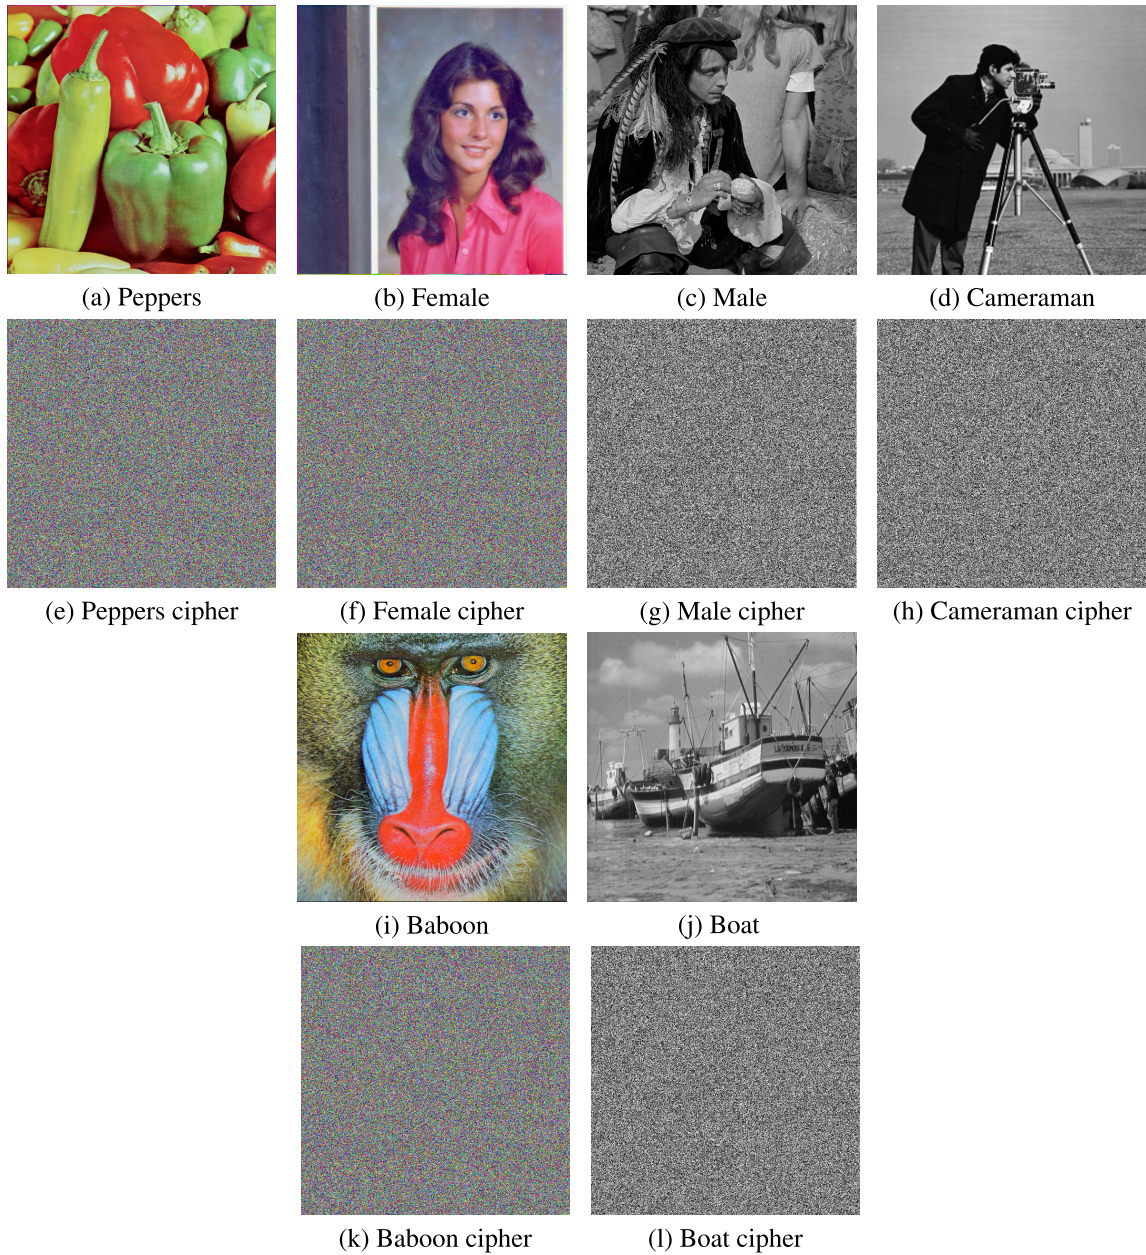 (a) Peppers
(b) Female
(c) Male
(d) Cameraman
(e) Peppers cipher
(f) Female cipher
(g) Male cipher
(h) Cameraman cipher
(i) Baboon
(j) Boat
(k) Baboon cipher
(l) Boat cipher